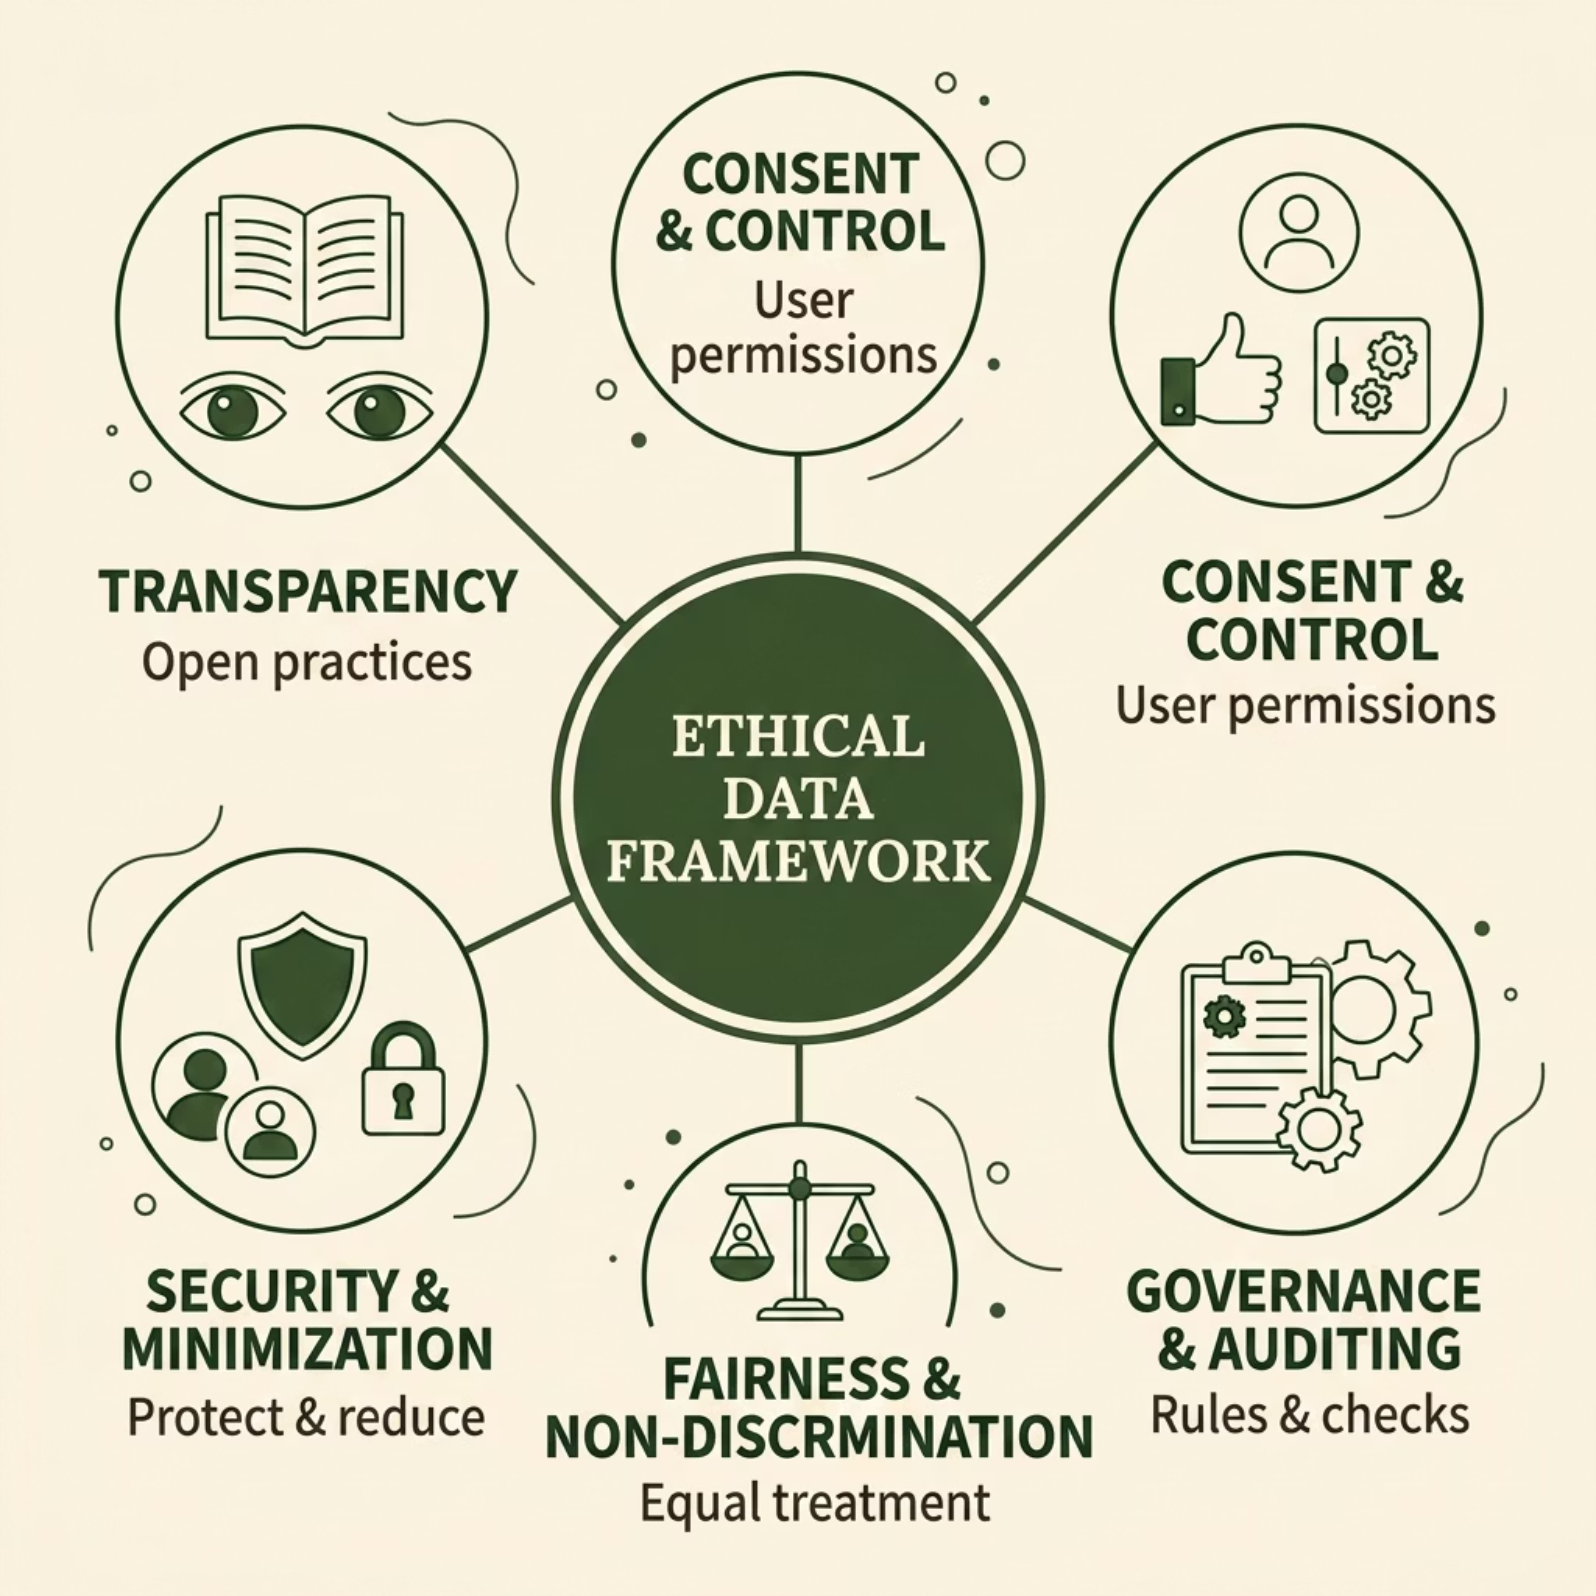 CONSENT
& CONTROL
User
permissions
TRANSPARENCY
Open practices
CONSENT &
CONTROL
User permissions
ETHICAL
DATA
FRAMEWORK
SECURITY &
MINIMIZATION
Protect & reduce
FAIRNESS &
NON-DISCRMINATION
Equal treatment
GOVERNANCE
& AUDITING
Rules & checks